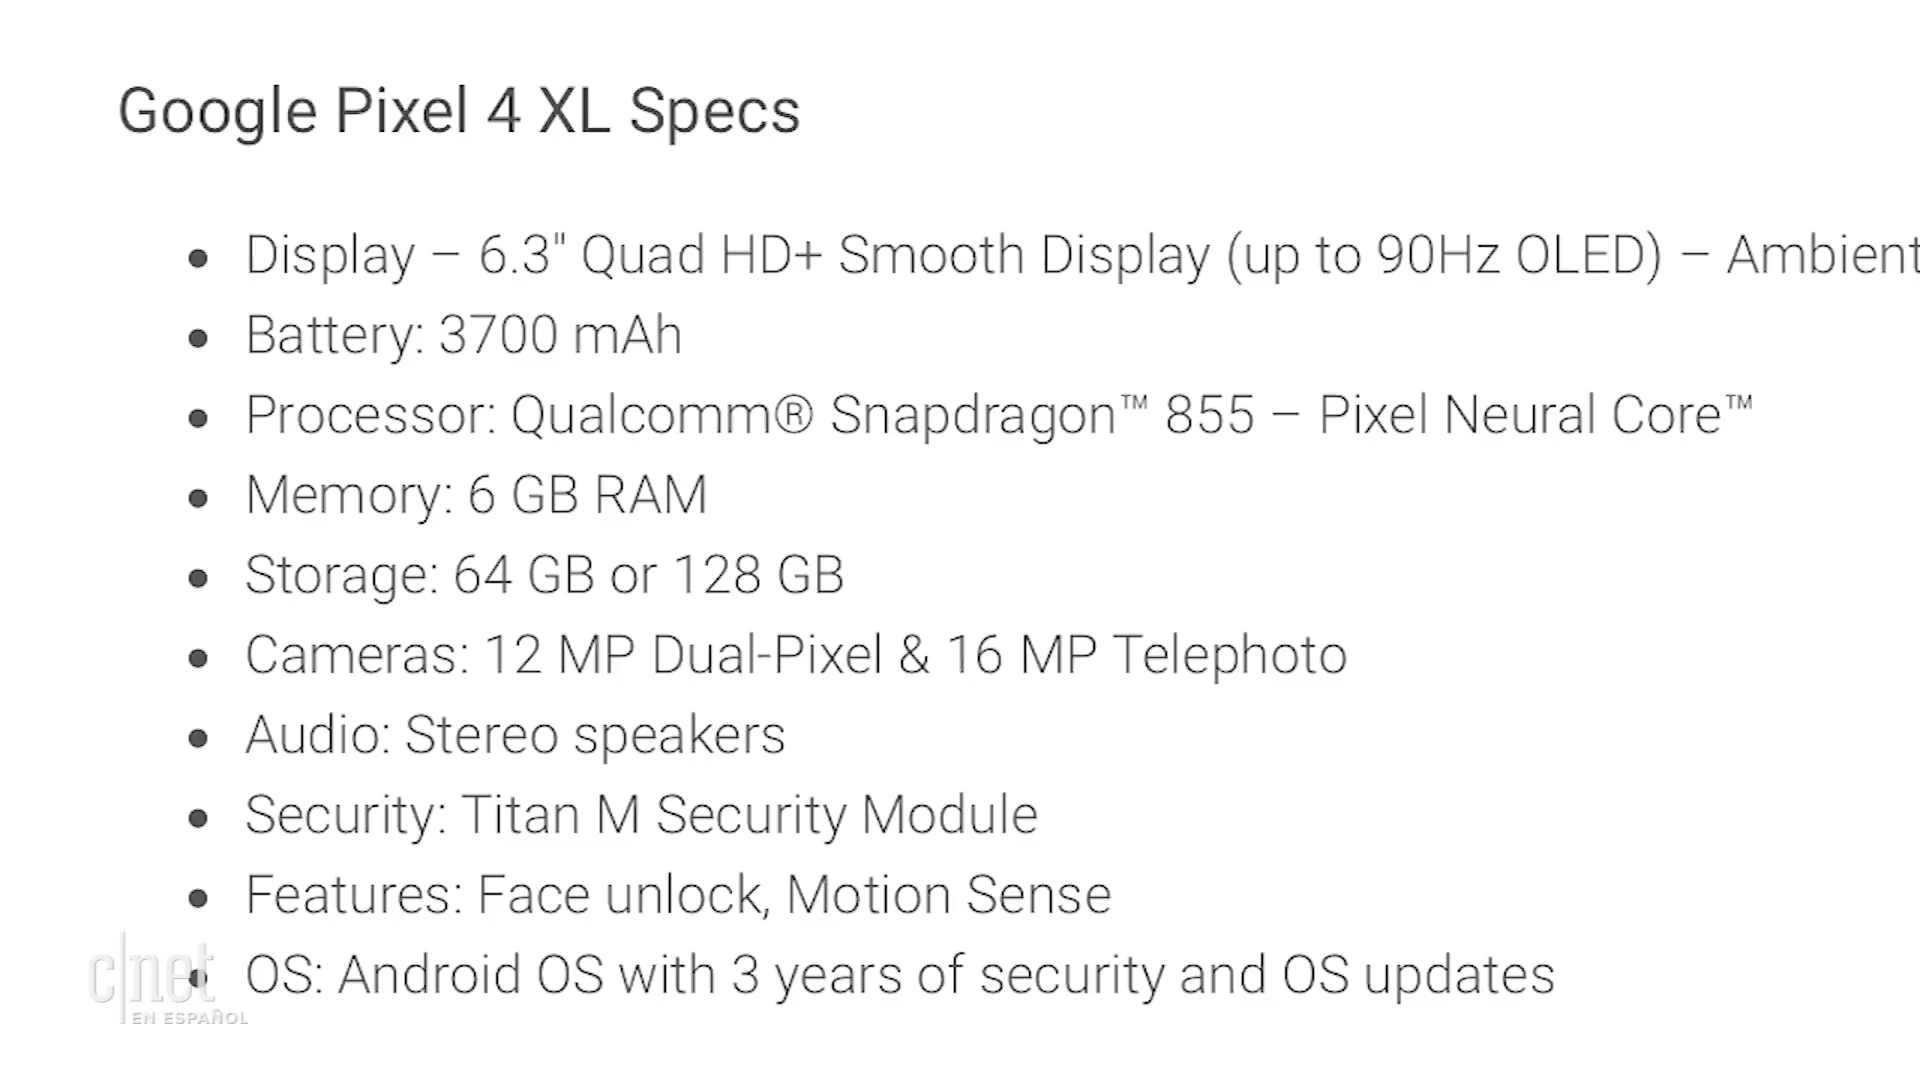 Google Pixel 4 XL Specs
• Display – 6.3" Quad HD+ Smooth Display (up to 90Hz OLED) – Ambient
• Battery: 3700 mAh
• Processor: Qualcomm® Snapdragon™ 855 – Pixel Neural Core™
• Memory: 6 GB RAM
• Storage: 64 GB or 128 GB
• Cameras: 12 MP Dual-Pixel & 16 MP Telephoto
• Audio: Stereo speakers
• Security: Titan M Security Module
• Features: Face unlock, Motion Sense
• OS: Android OS with 3 years of security and OS updates
c|net
EN ESPAÑOL